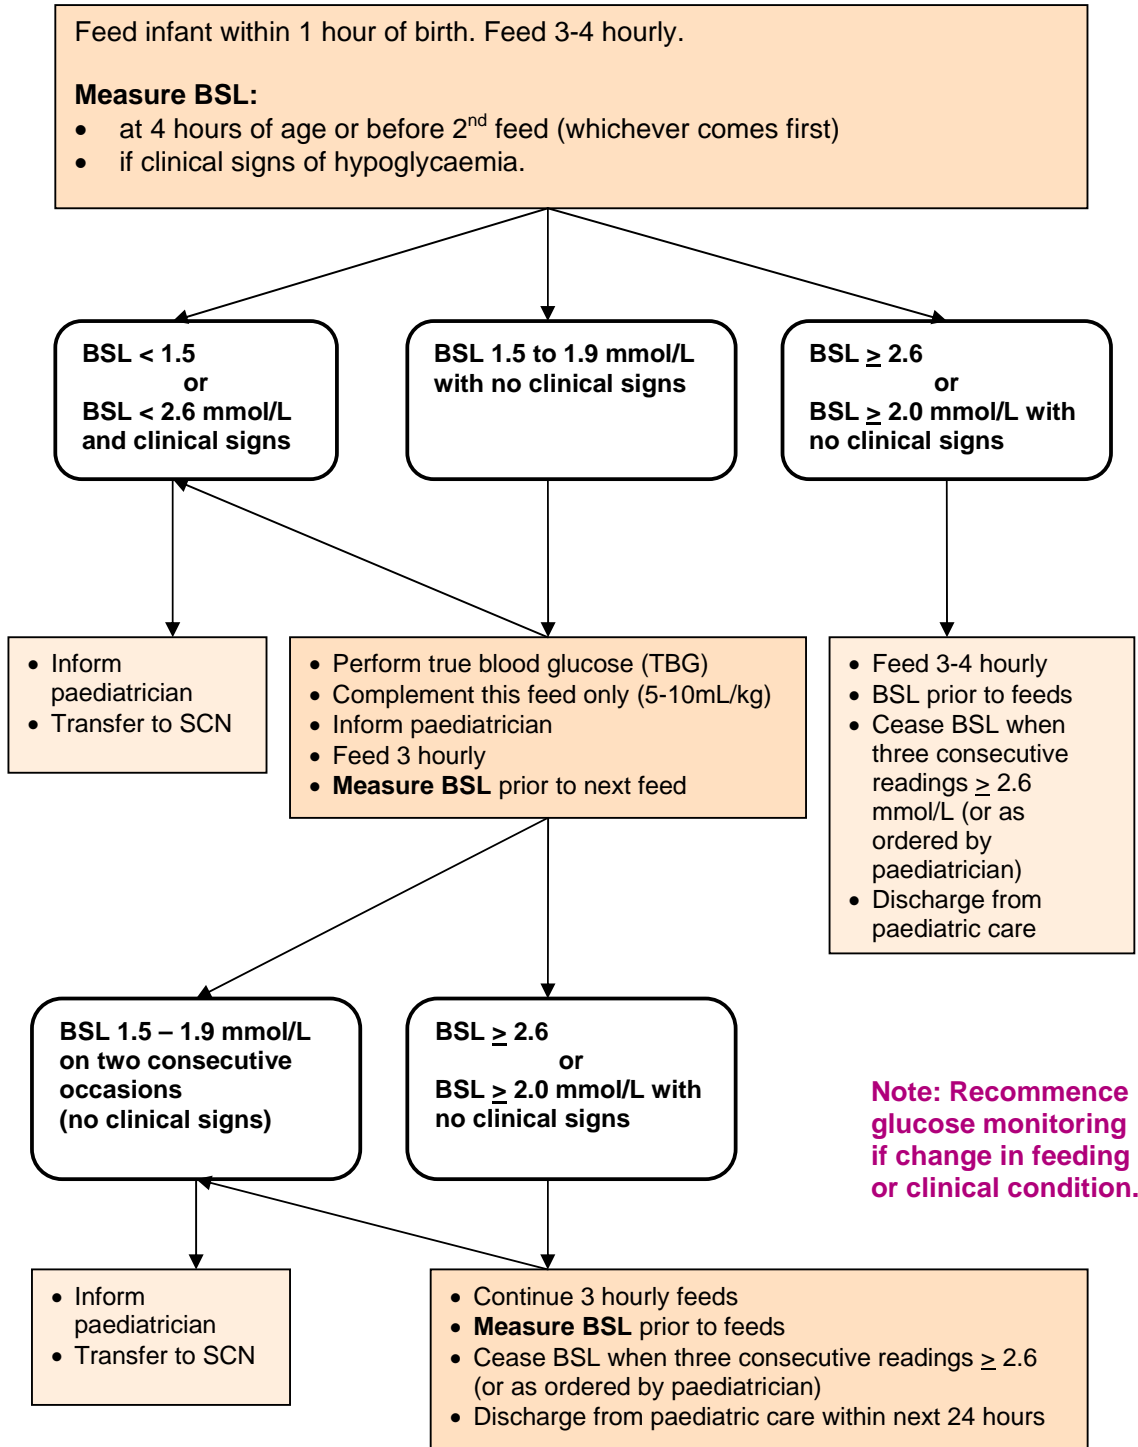 Feed infant within 1 hour of birth. Feed 3-4 hourly.
Measure BSL:
• at 4 hours of age or before 2nd feed (whichever comes first)
• if clinical signs of hypoglycaemia.
BSL < 1.5
or
BSL < 2.6 mmol/L
and clinical signs
BSL 1.5 to 1.9 mmol/L
with no clinical signs
BSL ≥ 2.6
or
BSL ≥ 2.0 mmol/L with
no clinical signs
• Inform
paediatrician
• Transfer to SCN
• Perform true blood glucose (TBG)
• Complement this feed only (5-10mL/kg)
• Inform paediatrician
• Feed 3 hourly
• Measure BSL prior to next feed
• Feed 3-4 hourly
• BSL prior to feeds
• Cease BSL when
three consecutive
readings ≥ 2.6
mmol/L (or as
ordered by
paediatrician)
• Discharge from
paediatric care
BSL 1.5 – 1.9 mmol/L
on two consecutive
occasions
(no clinical signs)
BSL ≥ 2.6
or
BSL ≥ 2.0 mmol/L with
no clinical signs
Note: Recommence
glucose monitoring
if change in feeding
or clinical condition.
• Inform
paediatrician
• Transfer to SCN
• Continue 3 hourly feeds
• Measure BSL prior to feeds
• Cease BSL when three consecutive readings ≥ 2.6
(or as ordered by paediatrician)
• Discharge from paediatric care within next 24 hours